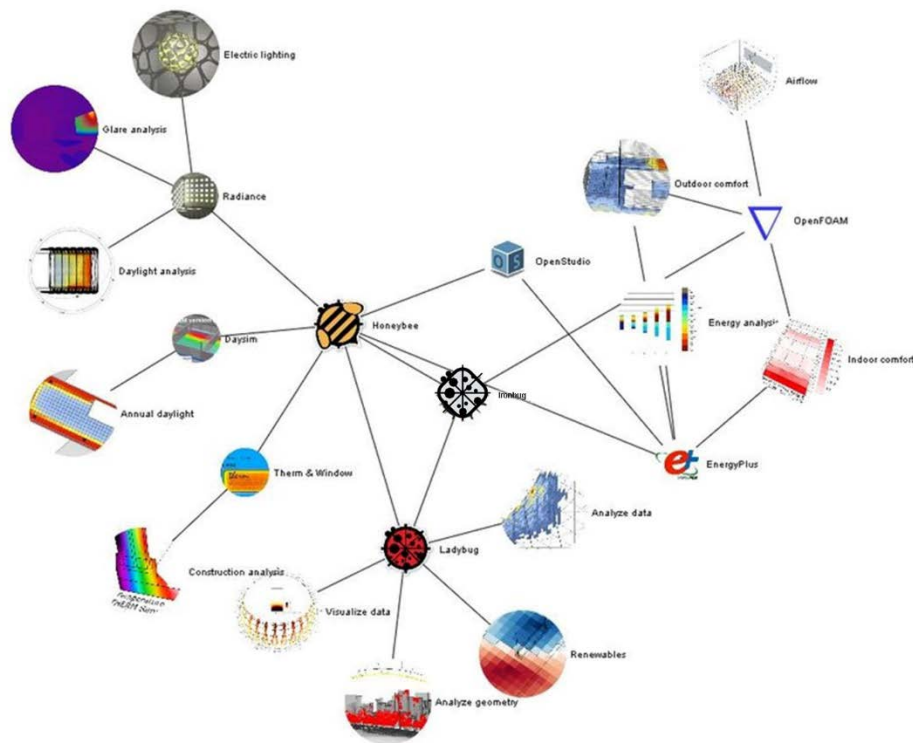 Electric lighting
Airflow
Glare analysis
Outdoor comfort
Radiance
OpenFOAM
Daylight analysis
OpenStudio
OS
Honeybee
Energy analysis
Daysim
Indoor comfort
Ironbug
Annual daylight
Therm & Window
EnergyPlus
Analyze data
Ladybug
Construction analysis
Visualize data
Renewables
Analyze geometry